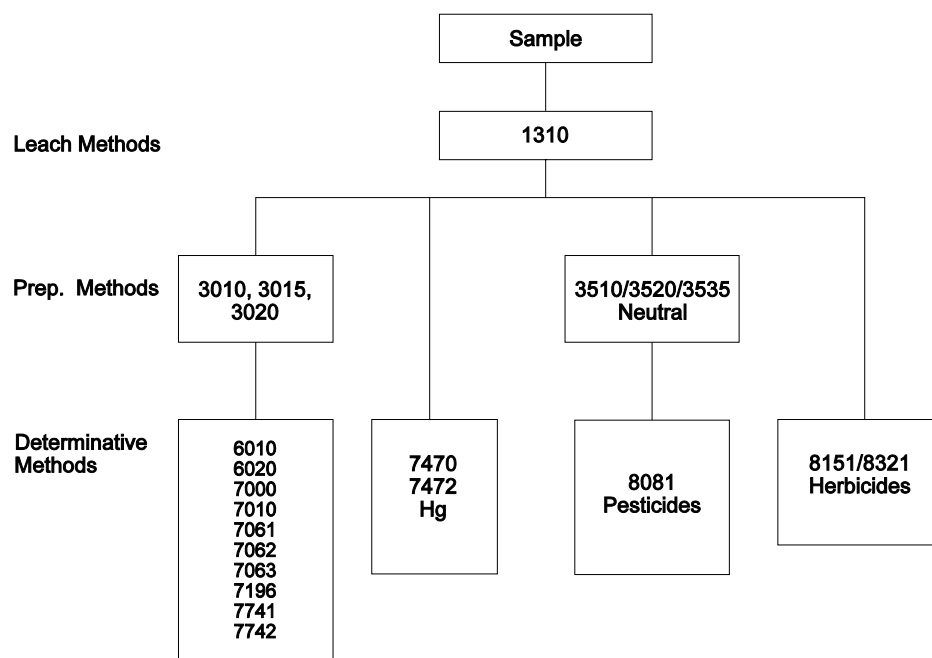 Sample
Leach Methods
1310
Prep. Methods
3010, 3015,
3020
3510/3520/3535
Neutral
Determinative
Methods
6010
6020
7000
7010
7061
7062
7063
7196
7741
7742
7470
7472
Hg
8081
Pesticides
8151/8321
Herbicides